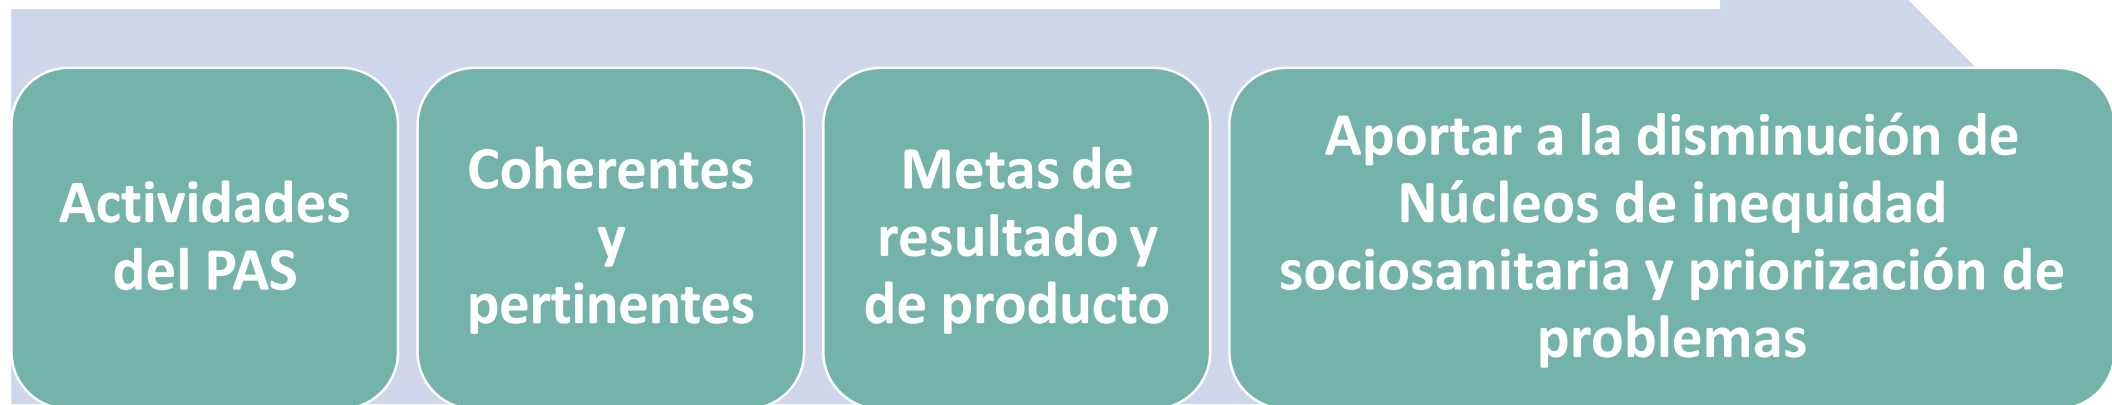 Actividades
del PAS
Coherentes
y
pertinentes
Metas de
resultado y
de producto
Aportar a la disminución de
Núcleos de inequidad
sociosanitaria y priorización de
problemas